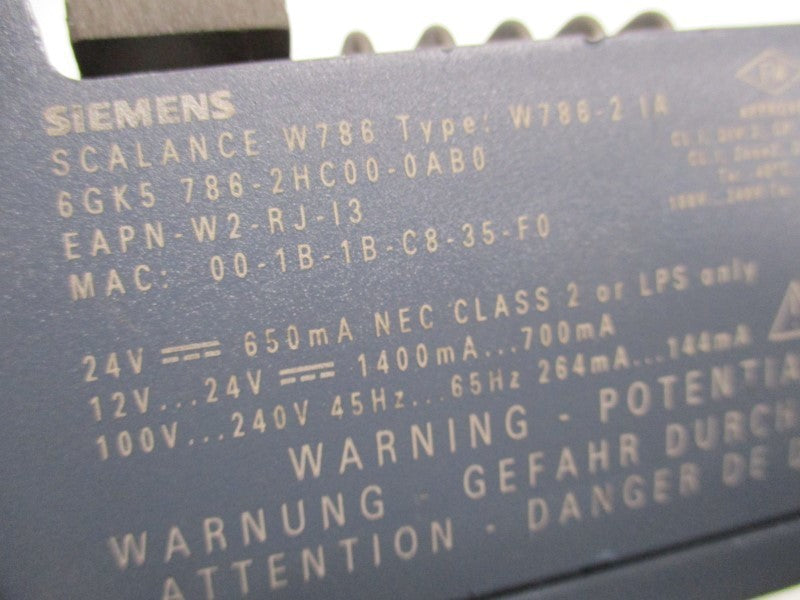 SIEMENS
SCALANCE W786 Type: W786-2 IA
6GK5 786-2HC00-0AB0
EAPN-W2-RJ-I3
MAC: 00-1B-1B-C8-35-F0
24V 650mA NEC CLASS 2 or LPS only
12V...24V 1400mA...700mA
100V...240V 45Hz...65Hz 264mA...144mA
WARNING - POTENTIA
WARNUNG - GEFAHR DURCH
ATTENTION - DANGER DE D